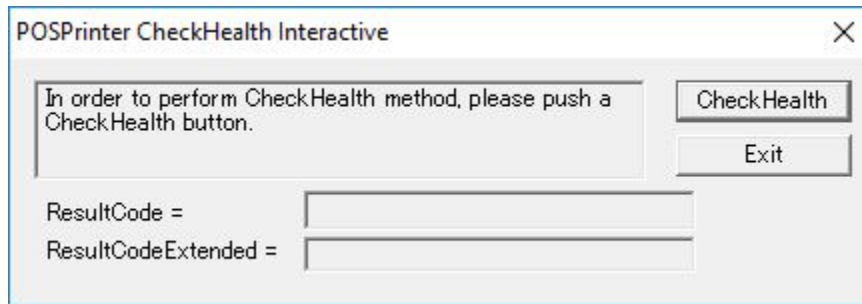 POSPrinter CheckHealth Interactive
In order to perform CheckHealth method, please push a
CheckHealth button.
CheckHealth
Exit
ResultCode =
ResultCodeExtended =